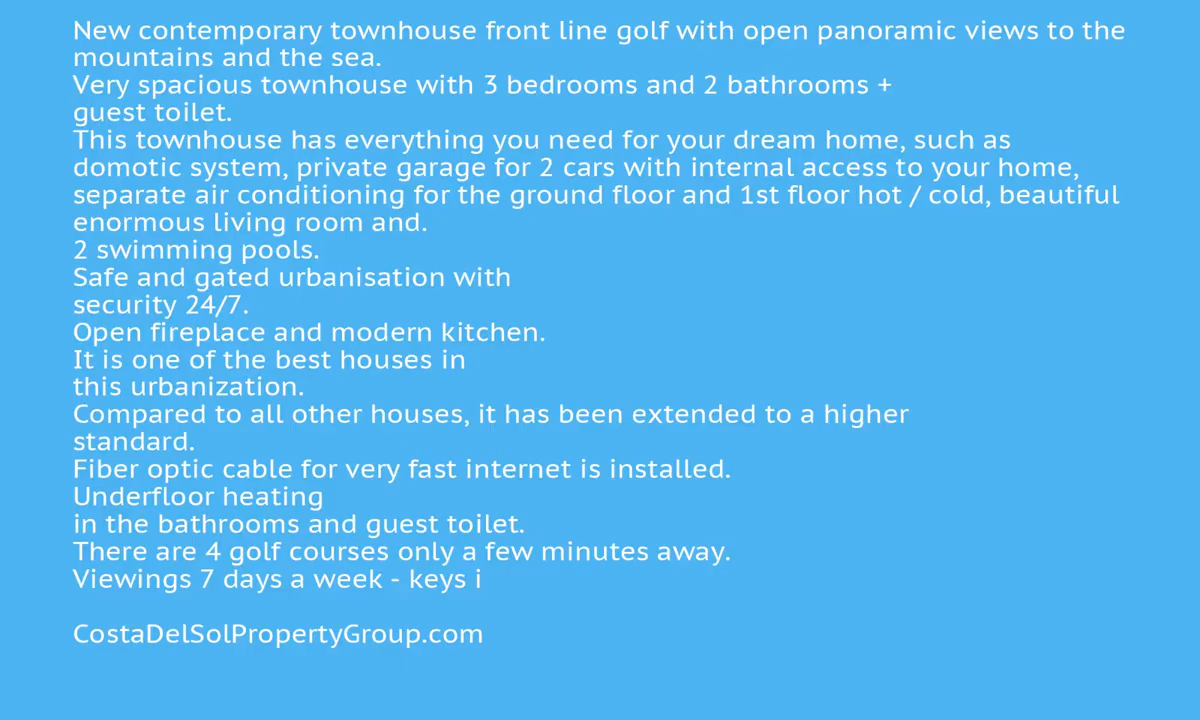 New contemporary townhouse front line golf with open panoramic views to the
mountains and the sea.
Very spacious townhouse with 3 bedrooms and 2 bathrooms +
guest toilet.
This townhouse has everything you need for your dream home, such as
domotic system, private garage for 2 cars with internal access to your home,
separate air conditioning for the ground floor and 1st floor hot / cold, beautiful
enormous living room and.
2 swimming pools.
Safe and gated urbanisation with
security 24/7.
Open fireplace and modern kitchen.
It is one of the best houses in
this urbanization.
Compared to all other houses, it has been extended to a higher
standard.
Fiber optic cable for very fast internet is installed.
Underfloor heating
in the bathrooms and guest toilet.
There are 4 golf courses only a few minutes away.
Viewings 7 days a week - keys i
CostaDelSolPropertyGroup.com